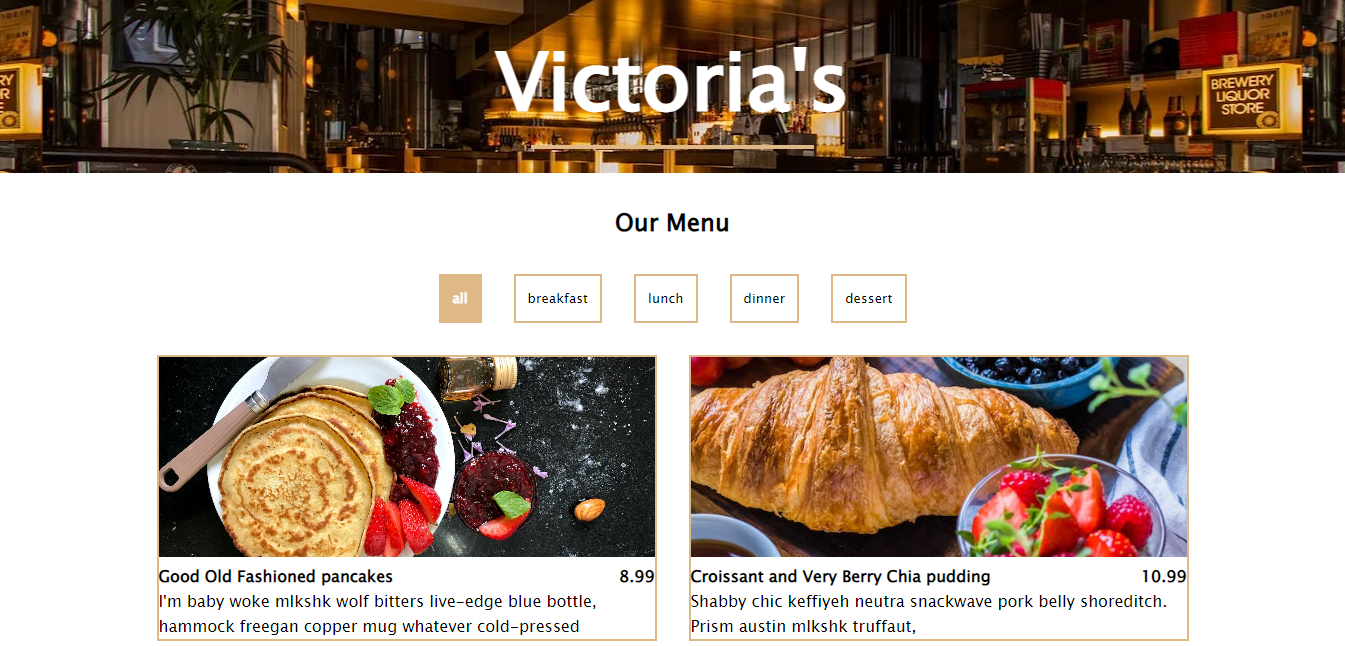 Victoria's
BREWERY
LIQUOR
STORE
Our Menu
all
breakfast
lunch
dinner
dessert
Good Old Fashioned pancakes
8.99
I'm baby woke mlkshk wolf bitters live-edge blue bottle,
hammock freegan copper mug whatever cold-pressed
Croissant and Very Berry Chia pudding
10.99
Shabby chic keffiyeh neutra snackwave pork belly shoreditch.
Prism austin mlkshk truffaut,